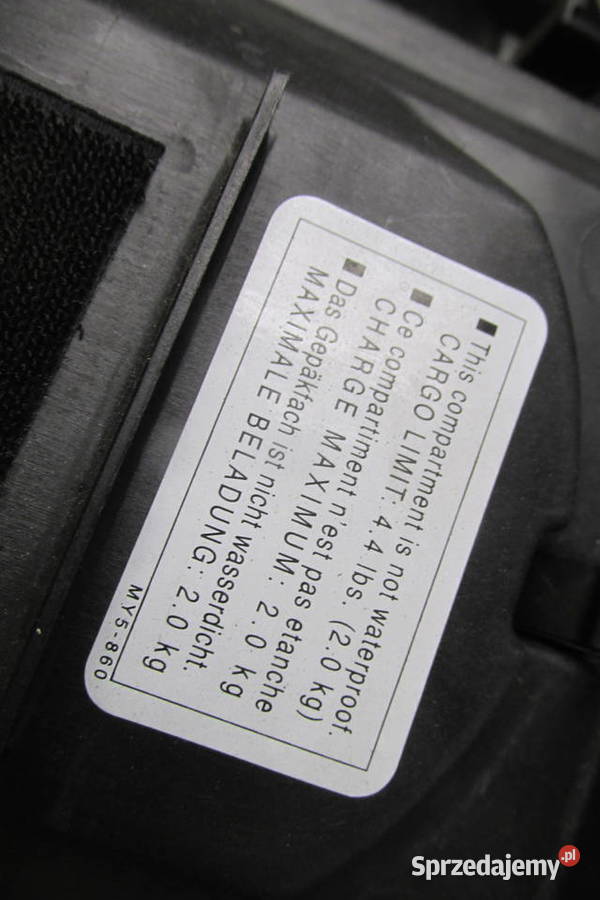 ■ This compartment is not waterproof.
CARGO LIMIT: 4.4 lbs. (2.0 kg)
■ Ce compartiment n'est pas etanche
CHARGE MAXIMUM: 2.0 kg
■ Das Gepäkfach ist nicht wasserdicht.
MAXIMALE BELADUNG: 2.0 kg
MY5-860
Sprzedajemy.pl